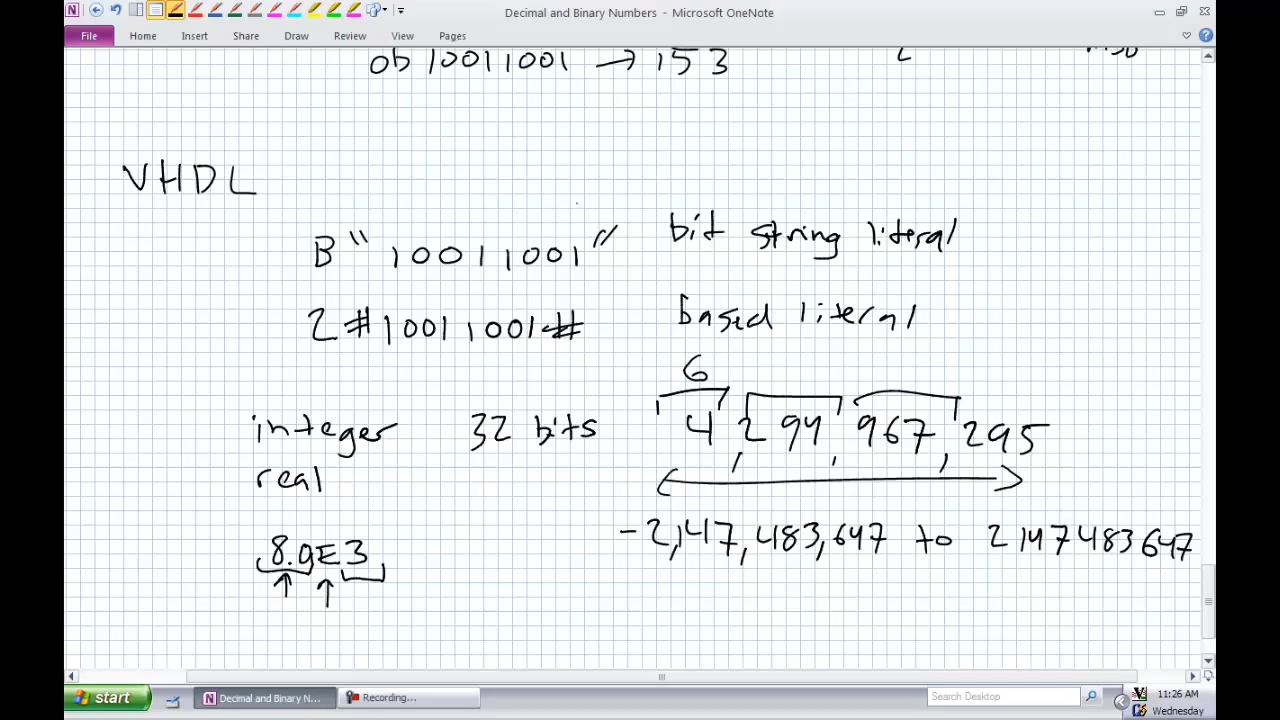 Decimal and Binary Numbers - Microsoft OneNote
File Home Insert Share Draw Review View Pages
0b 10011001 → 153
VHDL
B"10011001" bit string literal
2#10011001# based literal
6
integer 32 bits 4,294,967,295
real
-2,147,483,647 to 2147483647
8.9E3
start Decimal and Binary N... Recording... Search Desktop 11:26 AM
Wednesday